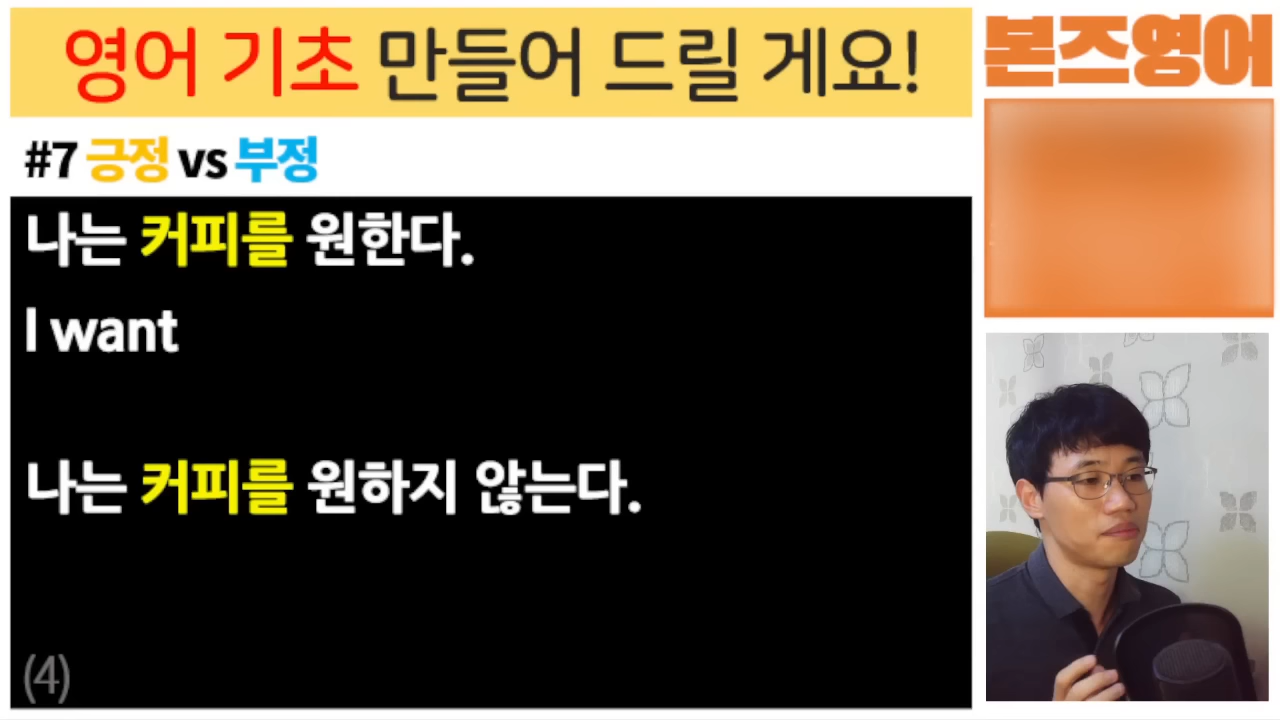 영어 기초 만들어 드릴 게요!
본즈영어
#7 긍정 vs 부정
나는 커피를 원한다.
I want
나는 커피를 원하지 않는다.
(4)